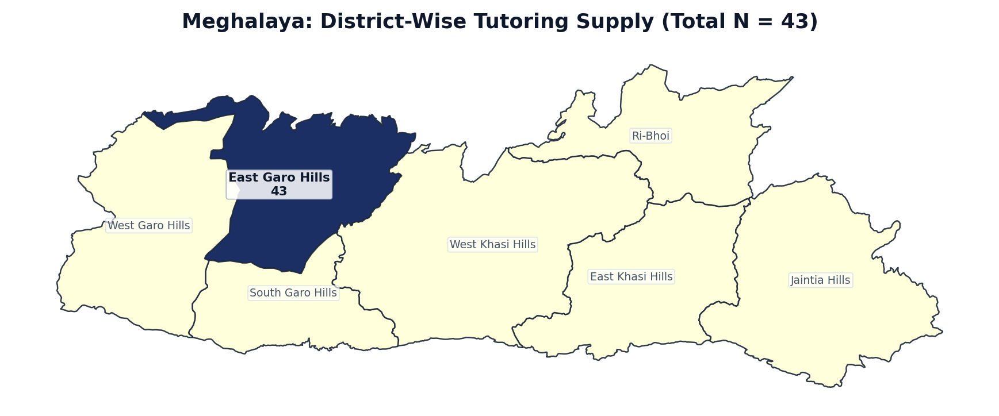 Meghalaya: District-Wise Tutoring Supply (Total N = 43)
Ri-Bhoi
East Garo Hills
43
West Garo Hills
West Khasi Hills
East Khasi Hills
Jaintia Hills
South Garo Hills